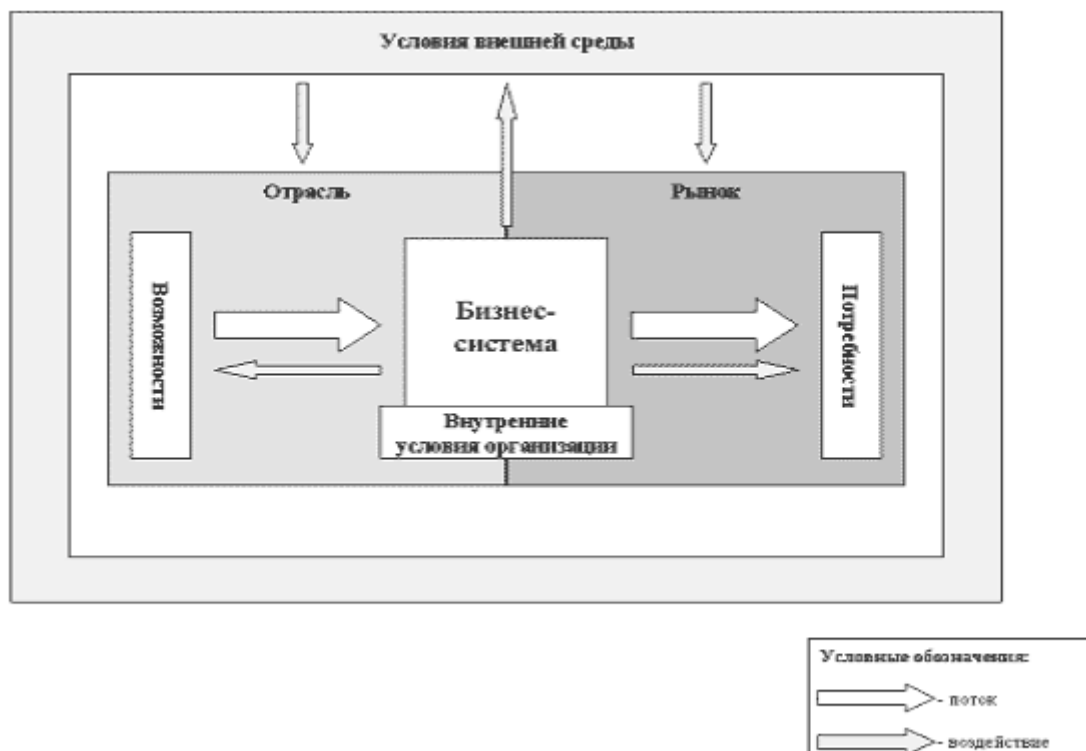 Условия внешней среды
Отрасль
Рынок
Возможности
Бизнес-
система
Потребности
Внутренние
условия организации
Условные обозначения:
- поток
- воздействие